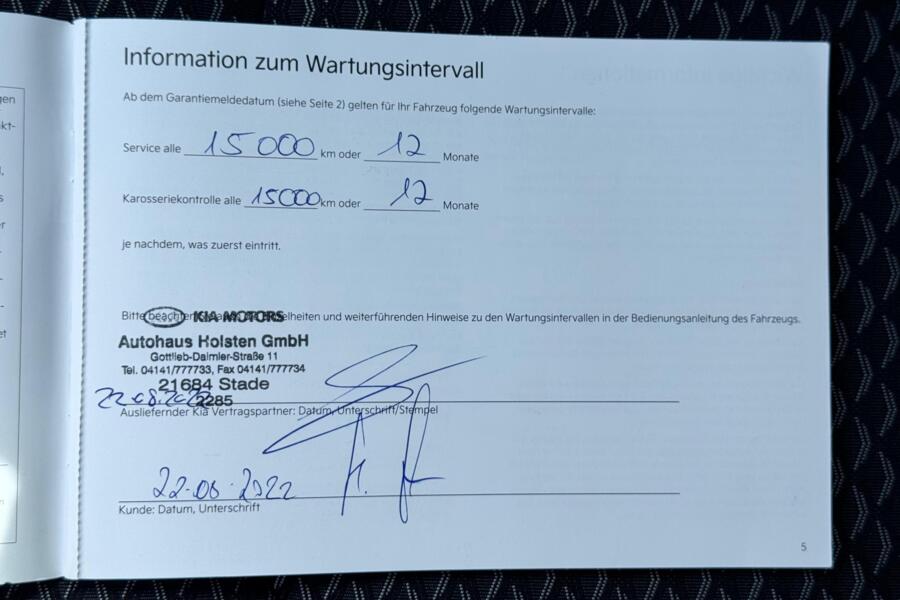 Information zum Wartungsintervall
Ab dem Garantiemeldedatum (siehe Seite 2) gelten für Ihr Fahrzeug folgende Wartungsintervalle:
Service alle 15 000 km oder 12 Monate
Karosseriekontrolle alle 15000 km oder 12 Monate
je nachdem, was zuerst eintritt.
Bitte beachten elheiten und weiterführenden Hinweise zu den Wartungsintervallen in der Bedienungsanleitung des Fahrzeugs.
KIA MOTORS
Autohaus Holsten GmbH
Gottlieb-Daimler-Straße 11
Tel. 04141/777733, Fax 04141/777734
21684 Stade
22.08.2022 2285
Ausliefernder Kia Vertragspartner: Datum, Unterschrift/Stempel
22.08.2022
Kunde: Datum, Unterschrift
5
gen
kt-